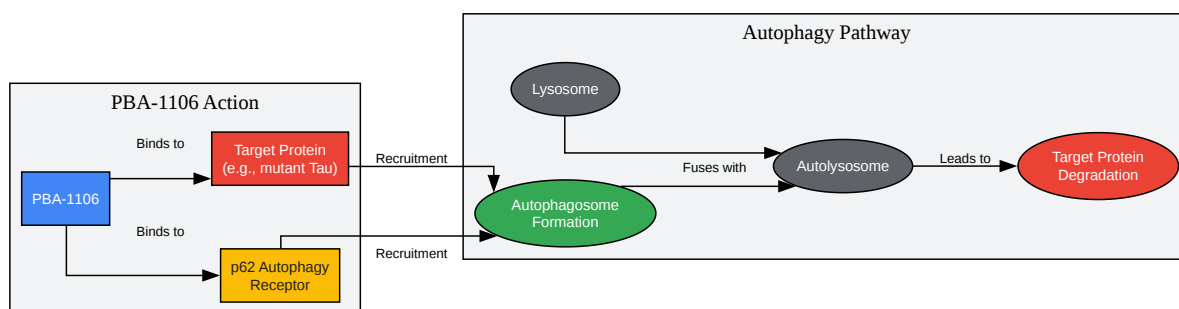 Autophagy Pathway
Lysosome
PBA-1106 Action
Binds to
Target Protein
(e.g., mutant Tau)
Recruitment
Fuses with
Autolysosome
Leads to
Target Protein
Degradation
PBA-1106
Autophagosome
Formation
Binds to
Recruitment
p62 Autophagy
Receptor